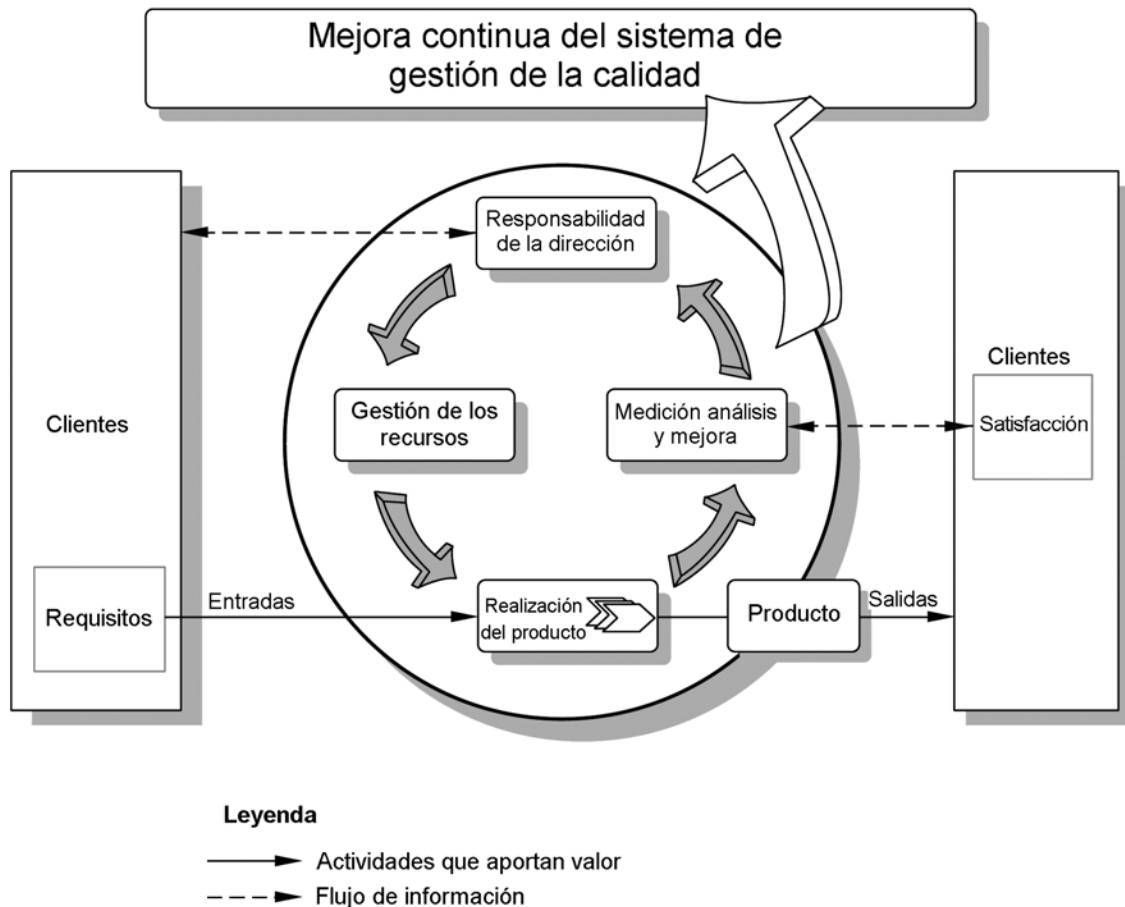 Mejora continua del sistema de
gestión de la calidad
Responsabilidad
de la dirección
Clientes
Gestión de los
recursos
Medición análisis
y mejora
Clientes
Satisfacción
Requisitos
Entradas
Realización
del producto
Producto
Salidas
Leyenda
Actividades que aportan valor
Flujo de información